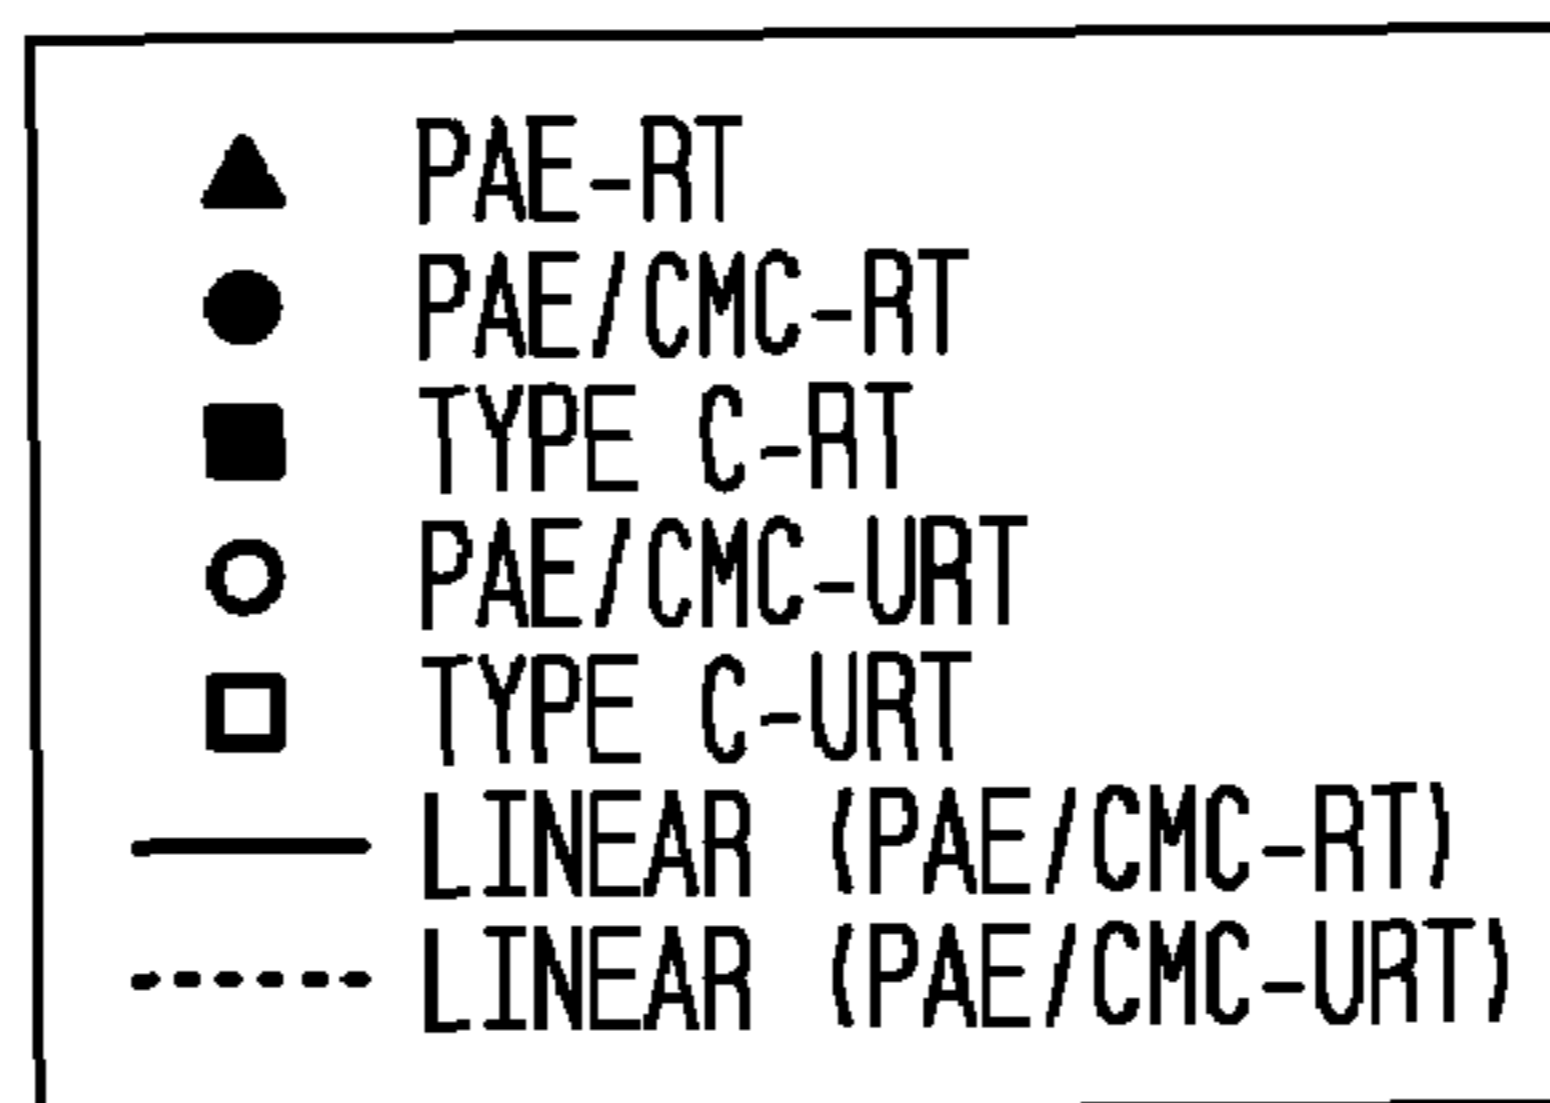 PAE-RT
PAE/CMC-RT
TYPE C-RT
PAE/CMC-URT
TYPE C-URT
LINEAR (PAE/CMC-RT)
LINEAR (PAE/CMC-URT)